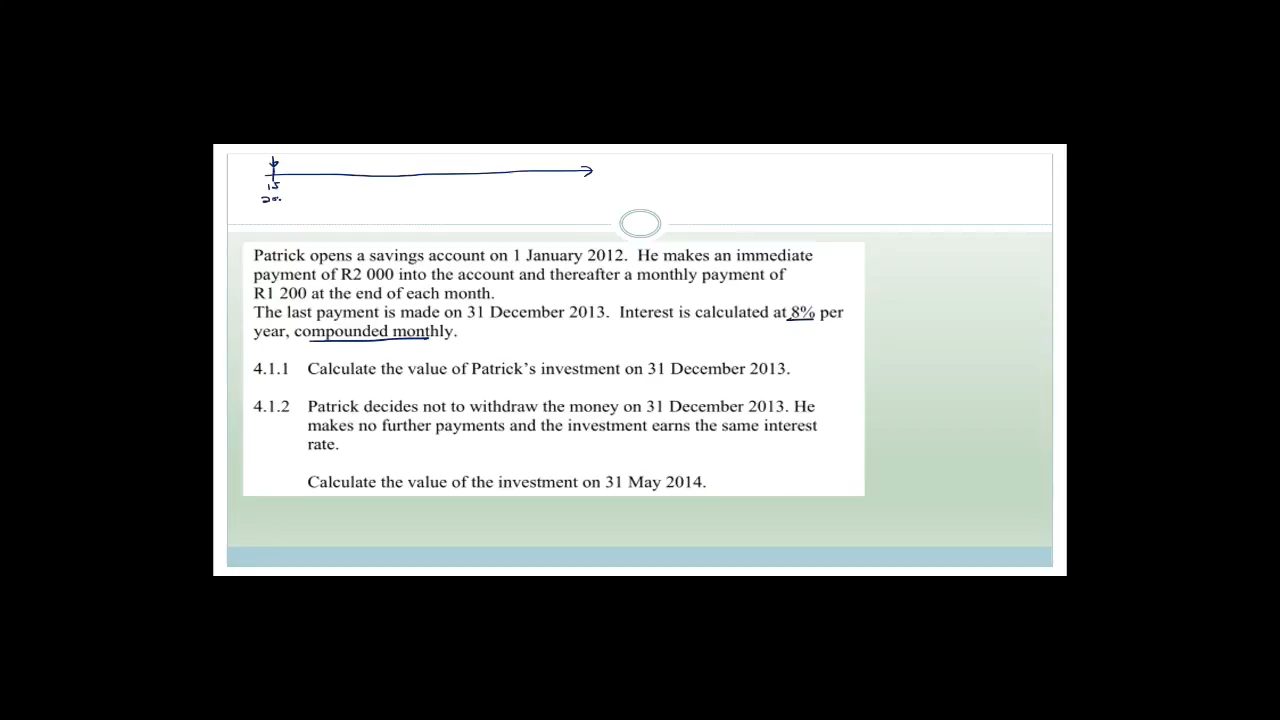 Patrick opens a savings account on 1 January 2012. He makes an immediate
payment of R2 000 into the account and thereafter a monthly payment of
R1 200 at the end of each month.
The last payment is made on 31 December 2013. Interest is calculated at 8% per
year, compounded monthly.
4.1.1 Calculate the value of Patrick's investment on 31 December 2013.
4.1.2 Patrick decides not to withdraw the money on 31 December 2013. He
makes no further payments and the investment earns the same interest
rate.
Calculate the value of the investment on 31 May 2014.